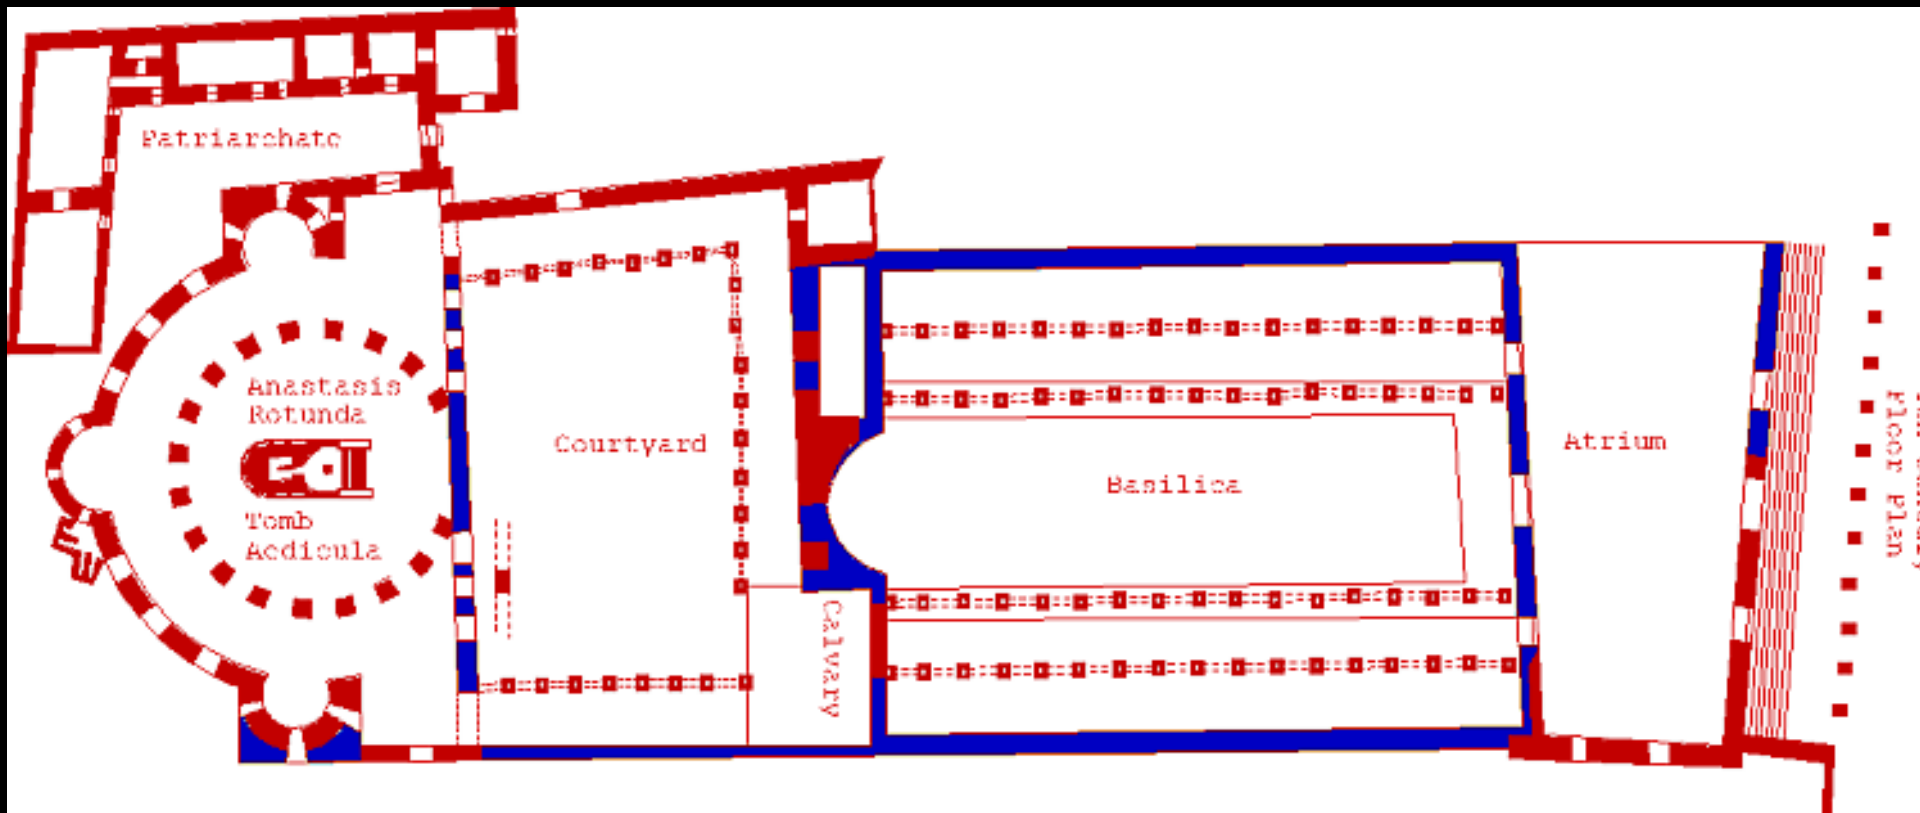 Patriarchate
Anastasis
Rotunda
Tomb
Aedicula
Courtyard
Calvary
Basilica
Atrium
Floor Plan